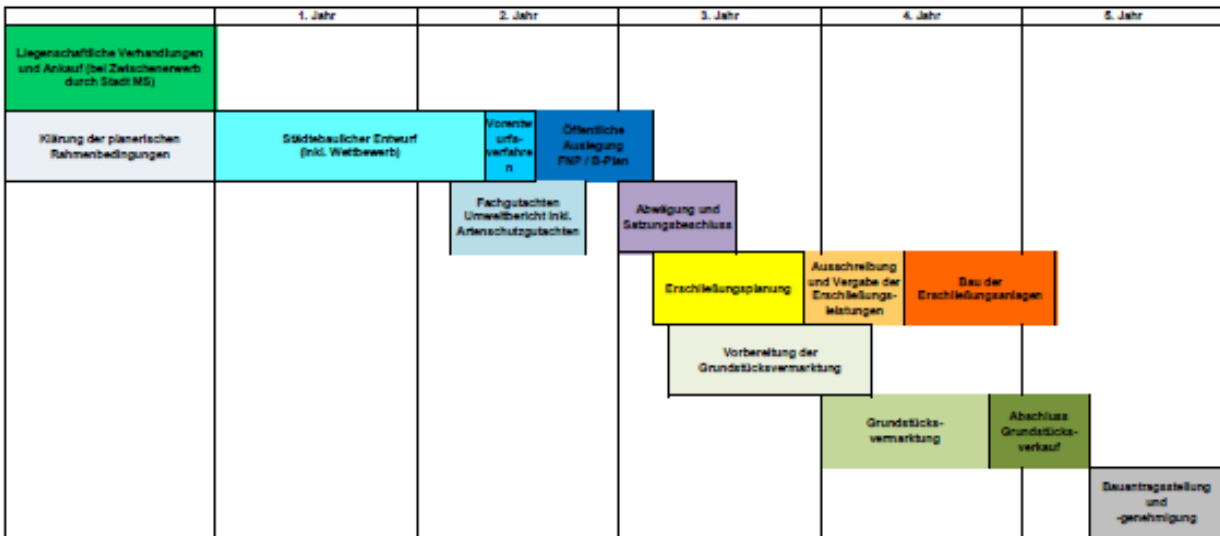 1. Jahr
2. Jahr
3. Jahr
4. Jahr
5. Jahr
Liegenschaftliche Verhandlungen
und Ankauf (bei Zwischenerwerb
durch Stadt MS)
Klärung der planerischen
Rahmenbedingungen
Städtebaulicher Entwurf
(inkl. Wettbewerb)
Vorentw
urfs-
verfahre
n
Öffentliche
Auslegung
FNP / B-Plan
Fachgutachten
Umweltbericht inkl.
Artenschutzgutachten
Abwägung und
Satzungsbeschluss
Erschließungsplanung
Ausschreibung
und Vergabe der
Erschließungs-
leistungen
Bau der
Erschließungsanlagen
Vorbereitung der
Grundstücksvermarktung
Grundstücks-
vermarktung
Abschluss
Grundstücks-
verkauf
Bauantragsstellung
und
-genehmigung